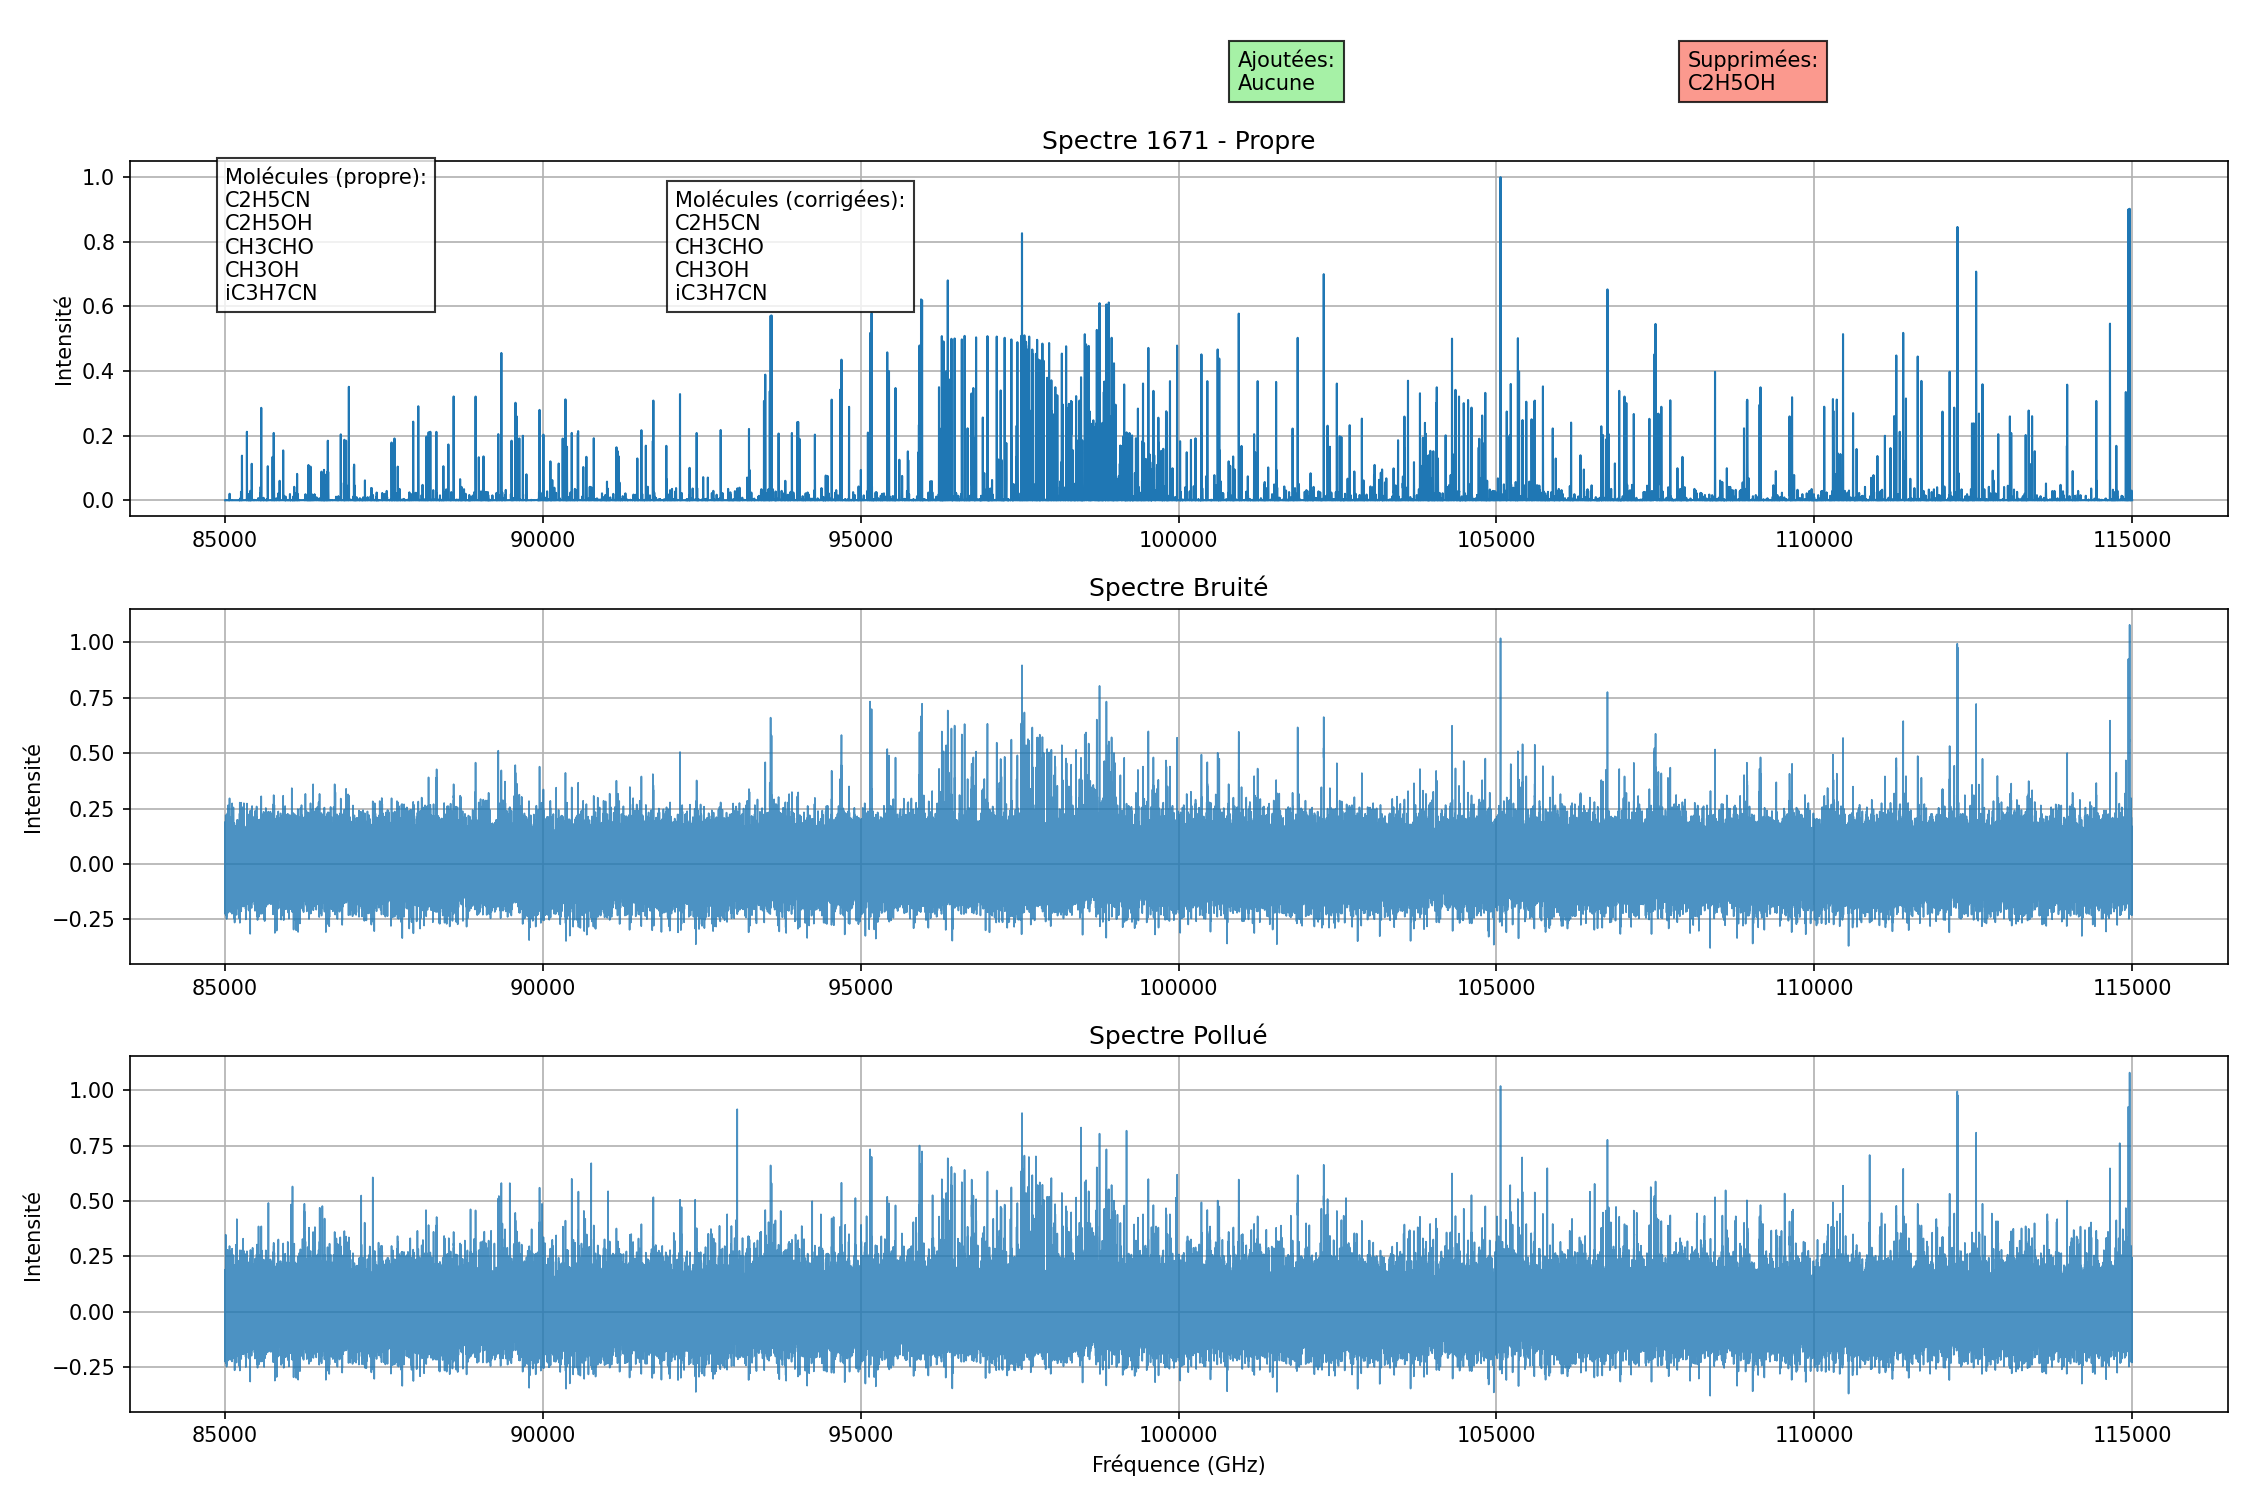 Ajoutées:
Aucune
Supprimées:
C2H5OH
Spectre 1671 - Propre
Molécules (propre):
C2H5CN
C2H5OH
CH3CHO
CH3OH
iC3H7CN
Molécules (corrigées):
C2H5CN
CH3CHO
CH3OH
iC3H7CN
Intensité
1.0
0.8
0.6
0.4
0.2
0.0
85000 90000 95000 100000 105000 110000 115000
Spectre Bruité
Intensité
1.00
0.75
0.50
0.25
0.00
−0.25
85000 90000 95000 100000 105000 110000 115000
Spectre Pollué
Intensité
1.00
0.75
0.50
0.25
0.00
−0.25
85000 90000 95000 100000 105000 110000 115000
Fréquence (GHz)